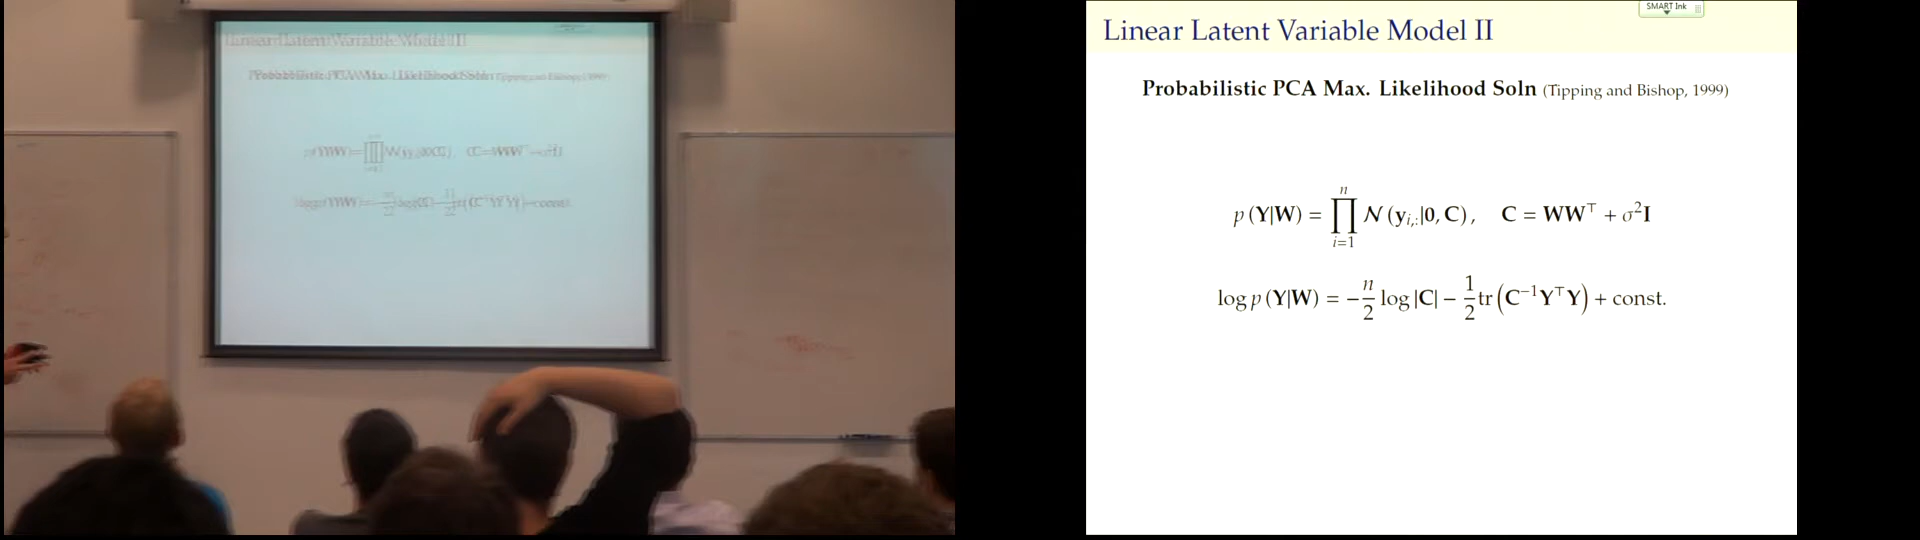 SMART Ink
Linear Latent Variable Model II
Probabilistic PCA Max. Likelihood Soln (Tipping and Bishop, 1999)
p (Y|W) = ∏_{i=1}^{n} N (y_{i,:}|0, C) , C = WW^⊤ + σ²I
log p (Y|W) = −n/2 log |C| − 1/2 tr (C^{−1}Y^⊤Y) + const.